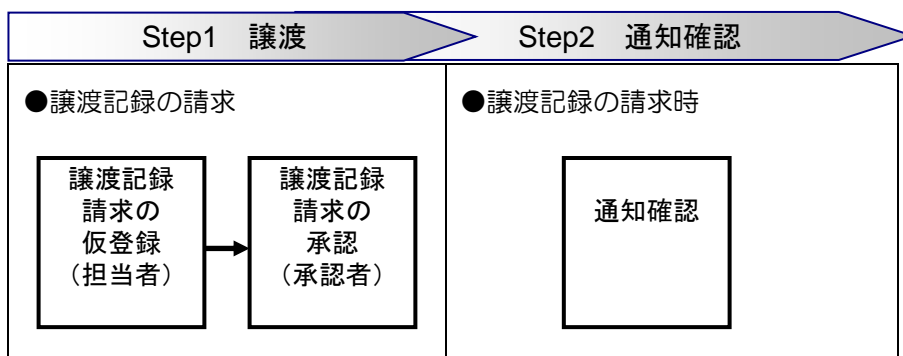 Step1 譲渡
Step2 通知確認
●譲渡記録の請求
●譲渡記録の請求時
譲渡記録
請求の
仮登録
（担当者）
譲渡記録
請求の
承認
（承認者）
通知確認